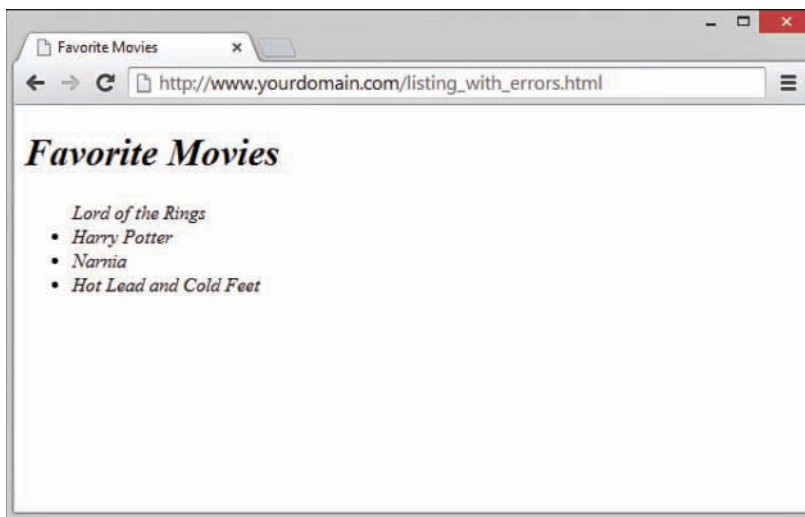 Favorite Movies
http://www.yourdomain.com/listing_with_errors.html
Favorite Movies
Lord of the Rings
• Harry Potter
• Narnia
• Hot Lead and Cold Feet